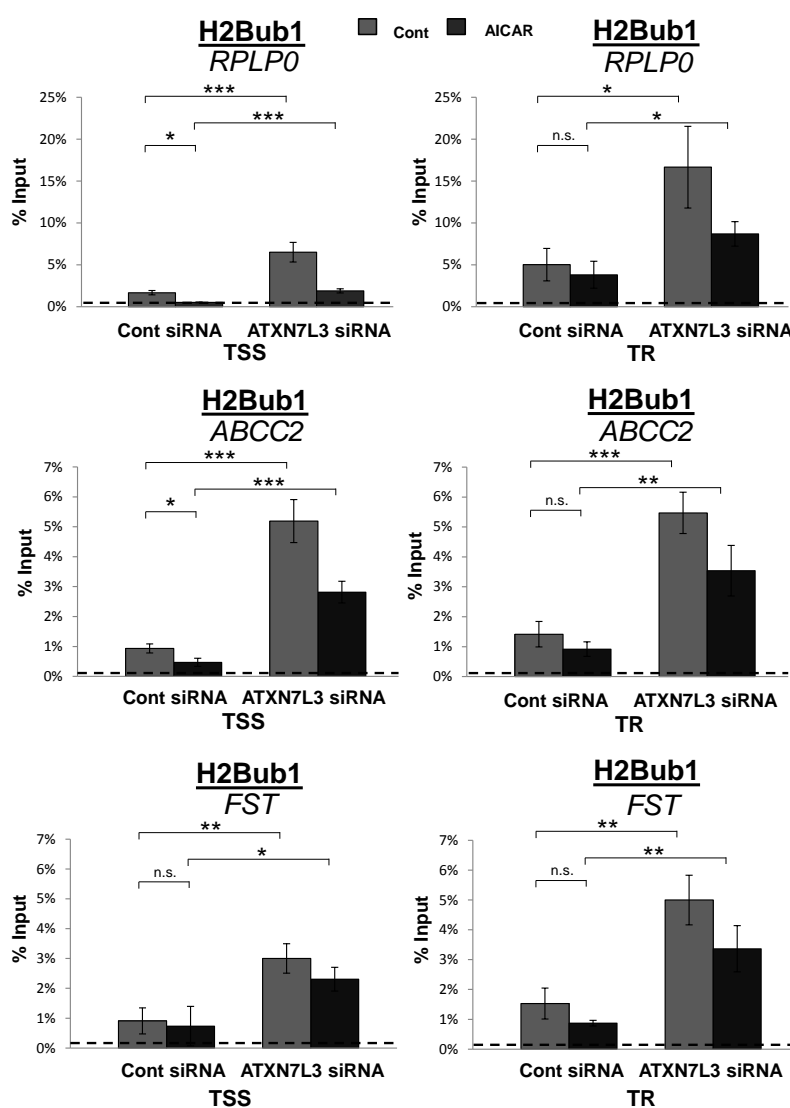 Cont AICAR
H2Bub1
RPLP0
***
***
*
25%
20%
15%
10%
5%
0%
% Input
Cont siRNA ATXN7L3 siRNA
TSS
H2Bub1
RPLP0
*
*
n.s.
25%
20%
15%
10%
5%
0%
% Input
Cont siRNA ATXN7L3 siRNA
TR
H2Bub1
ABCC2
***
***
*
7%
6%
5%
4%
3%
2%
1%
0%
% Input
Cont siRNA ATXN7L3 siRNA
TSS
H2Bub1
ABCC2
***
**
n.s.
7%
6%
5%
4%
3%
2%
1%
0%
% Input
Cont siRNA ATXN7L3 siRNA
TR
H2Bub1
FST
**
*
n.s.
7%
6%
5%
4%
3%
2%
1%
0%
% Input
Cont siRNA ATXN7L3 siRNA
TSS
H2Bub1
FST
**
**
n.s.
7%
6%
5%
4%
3%
2%
1%
0%
% Input
Cont siRNA ATXN7L3 siRNA
TR